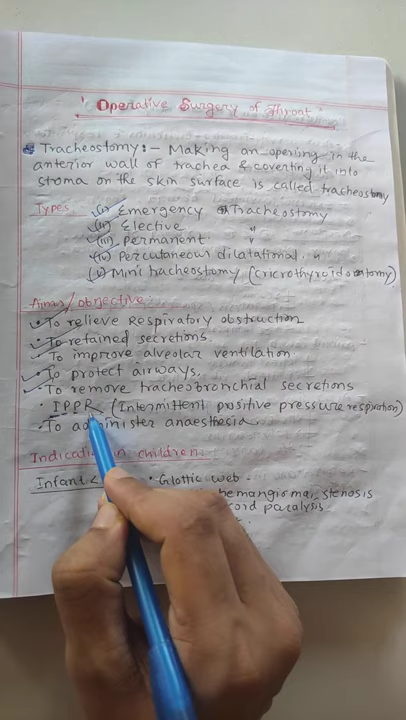 "Operative Surgery of Throat"
Tracheostomy:- Making an opening in the
anterior wall of trachea & coverting it into
stoma on the skin surface is called tracheostomy
Types (i) Emergency Tracheostomy
(ii) Elective "
(iii) Permanent "
(iv) Percutaneous dilatational "
(v) Mini tracheostomy (cricrothyroidotomy)
Aims/objective:
• To relieve Respiratory obstruction
• To retained secretions.
• To improve alveolar ventilation
• To protect airways.
• To remove tracheobronchial secretions
• IPPR (Intermittent positive pressure respiration)
• To administer anaesthesia
Indication in children:
Infant < • Glottic web
hemangioma, stenosis
cord paralysis